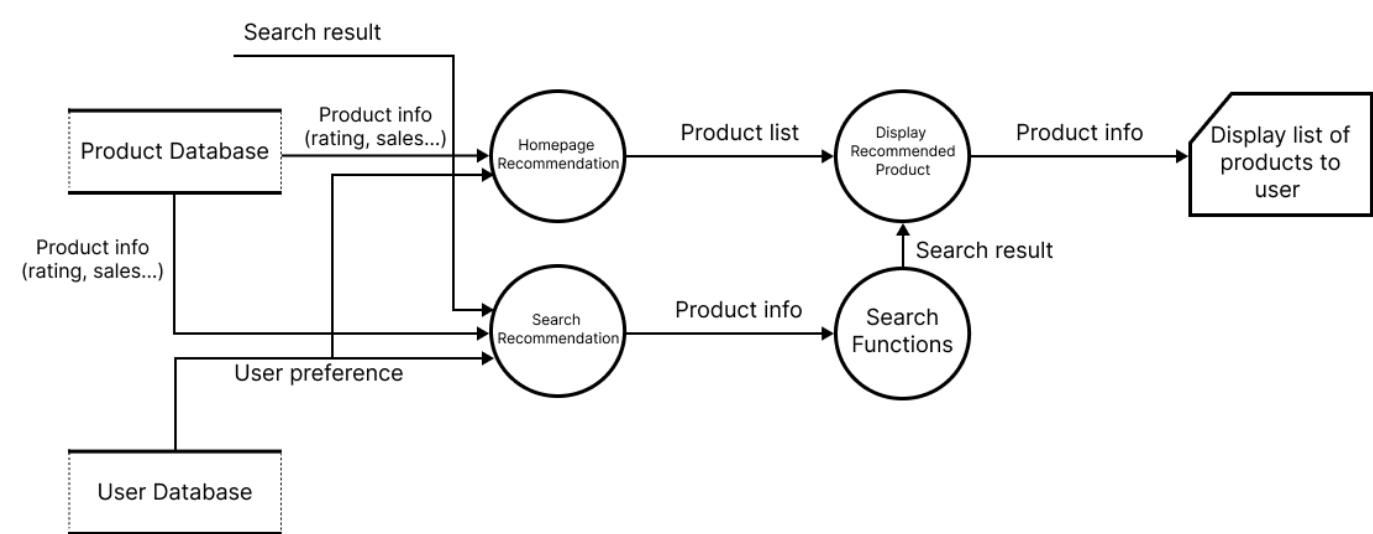 Search result
Product info
(rating, sales...)
Product Database
Homepage
Recommendation
Product list
Display
Recommended
Product
Product info
Display list of
products to
user
Product info
(rating, sales...)
Search result
Search
Recommendation
Product info
Search
Functions
User preference
User Database